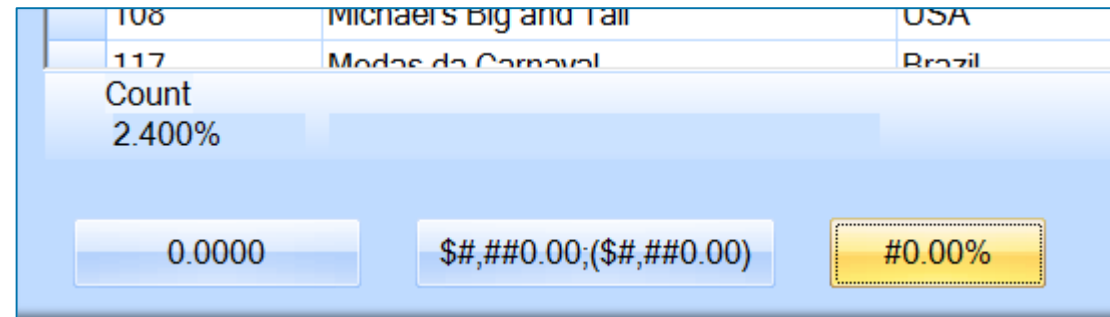 108 Michael's Big and Tall USA
117 Modas da Carnaval Brazil
Count
2.400%
0.0000 $#,##0.00;($#,##0.00) #0.00%